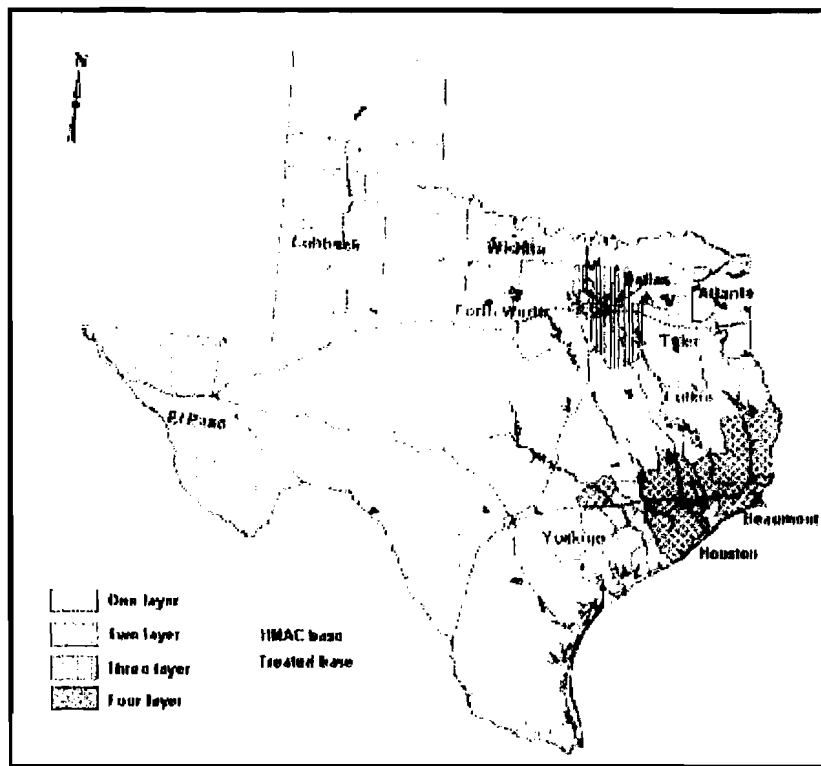 N
Lubbock
Wichita
Dallas
Fort Worth
Atlanta
Tyler
El Paso
Lufkin
Beaumont
Yoakum
Houston
One layer
Two layer
HMAC base
Three layer
Treated base
Four layer